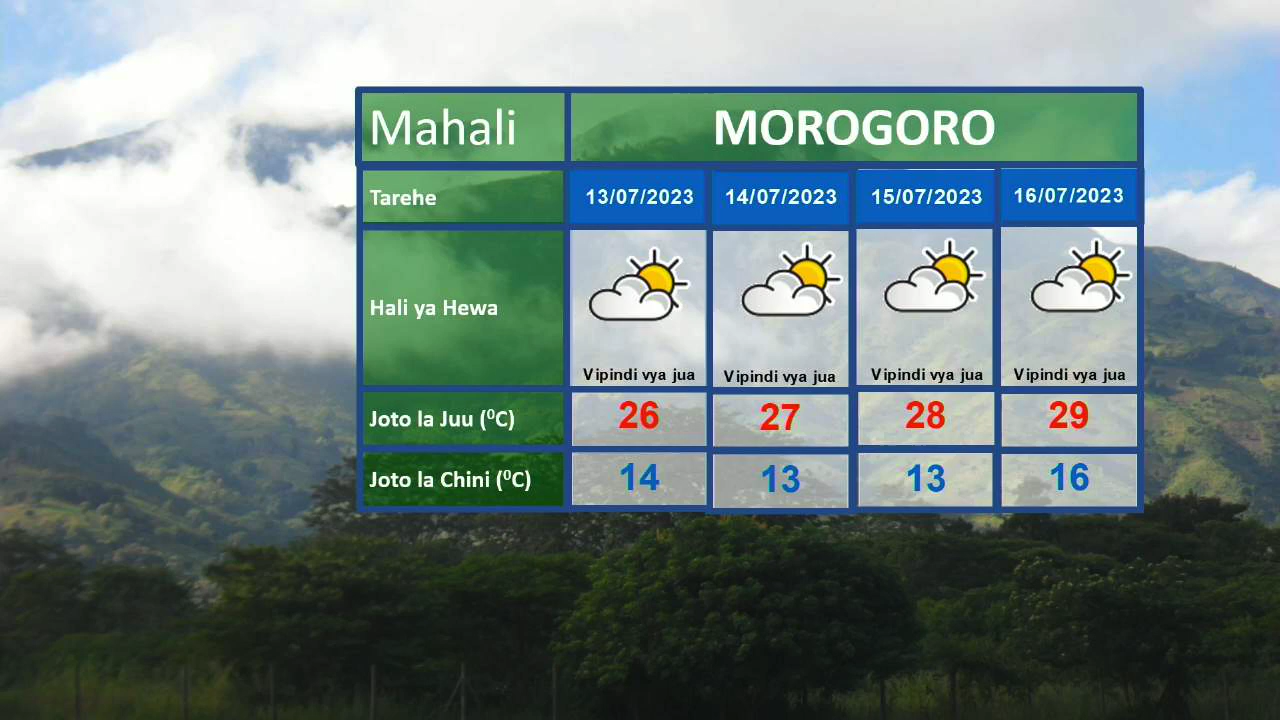 Mahali MOROGORO
Tarehe 13/07/2023 14/07/2023 15/07/2023 16/07/2023
Hali ya Hewa Vipindi vya jua Vipindi vya jua Vipindi vya jua Vipindi vya jua
Joto la Juu (⁰C) 26 27 28 29
Joto la Chini (⁰C) 14 13 13 16